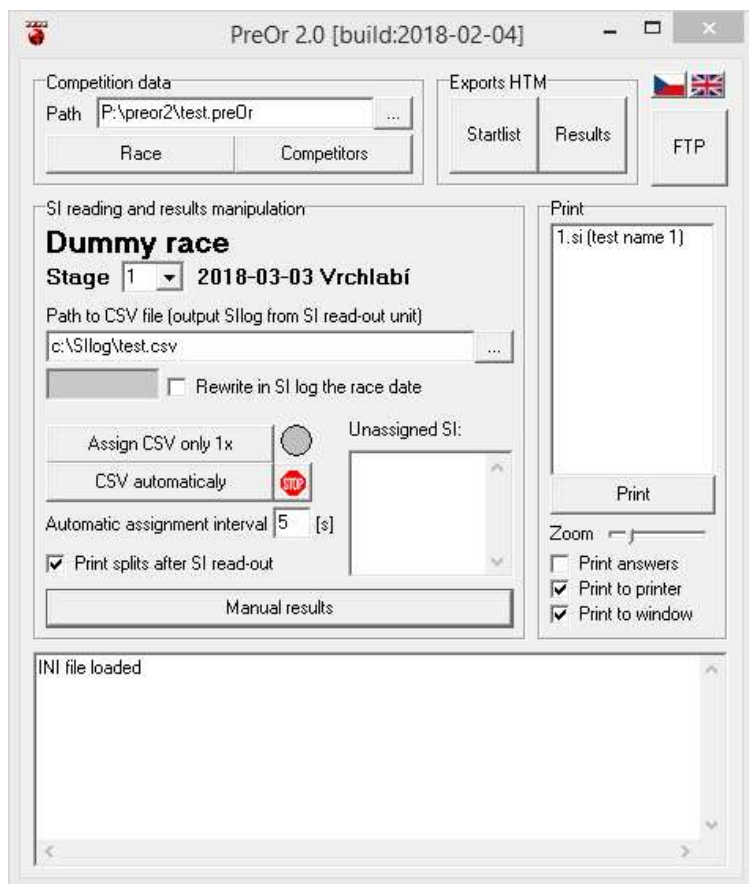 PreOr 2.0 [build:2018-02-04]
Competition data
Path P:\preor2\test.preOr ...
Race Competitors
Exports HTM
Startlist Results
FTP
SI reading and results manipulation
Dummy race
Stage 1 2018-03-03 Vrchlabí
Path to CSV file (output SIlog from SI read-out unit)
c:\SIlog\test.csv ...
Rewrite in SI log the race date
Assign CSV only 1x
CSV automaticaly STOP
Automatic assignment interval 5 [s]
Print splits after SI read-out
Unassigned SI:
Manual results
Print
1.si (test name 1)
Print
Zoom
Print answers
Print to printer
Print to window
INI file loaded